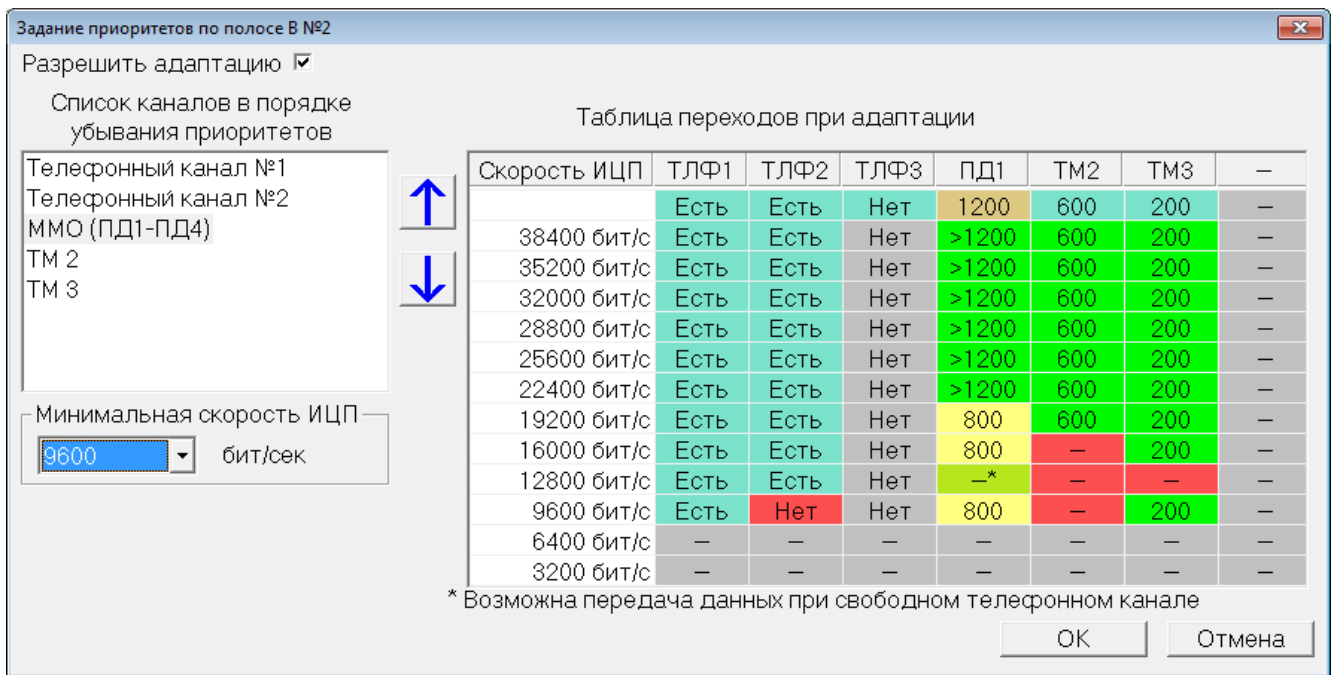 Задание приоритетов по полосе В №2
Разрешить адаптацию
Список каналов в порядке
убывания приоритетов
Телефонный канал №1
Телефонный канал №2
ММО (ПД1-ПД4)
ТМ 2
ТМ 3
Минимальная скорость ИЦП
9600 бит/сек
Таблица переходов при адаптации
Скорость ИЦП ТЛФ1 ТЛФ2 ТЛФ3 ПД1 ТМ2 ТМ3 –
Есть Есть Нет 1200 600 200 –
38400 бит/с Есть Есть Нет >1200 600 200 –
35200 бит/с Есть Есть Нет >1200 600 200 –
32000 бит/с Есть Есть Нет >1200 600 200 –
28800 бит/с Есть Есть Нет >1200 600 200 –
25600 бит/с Есть Есть Нет >1200 600 200 –
22400 бит/с Есть Есть Нет >1200 600 200 –
19200 бит/с Есть Есть Нет 800 600 200 –
16000 бит/с Есть Есть Нет 800 – 200 –
12800 бит/с Есть Есть Нет –* – – –
9600 бит/с Есть Нет Нет 800 – 200 –
6400 бит/с – – – – – – –
3200 бит/с – – – – – – –
* Возможна передача данных при свободном телефонном канале
OK Отмена